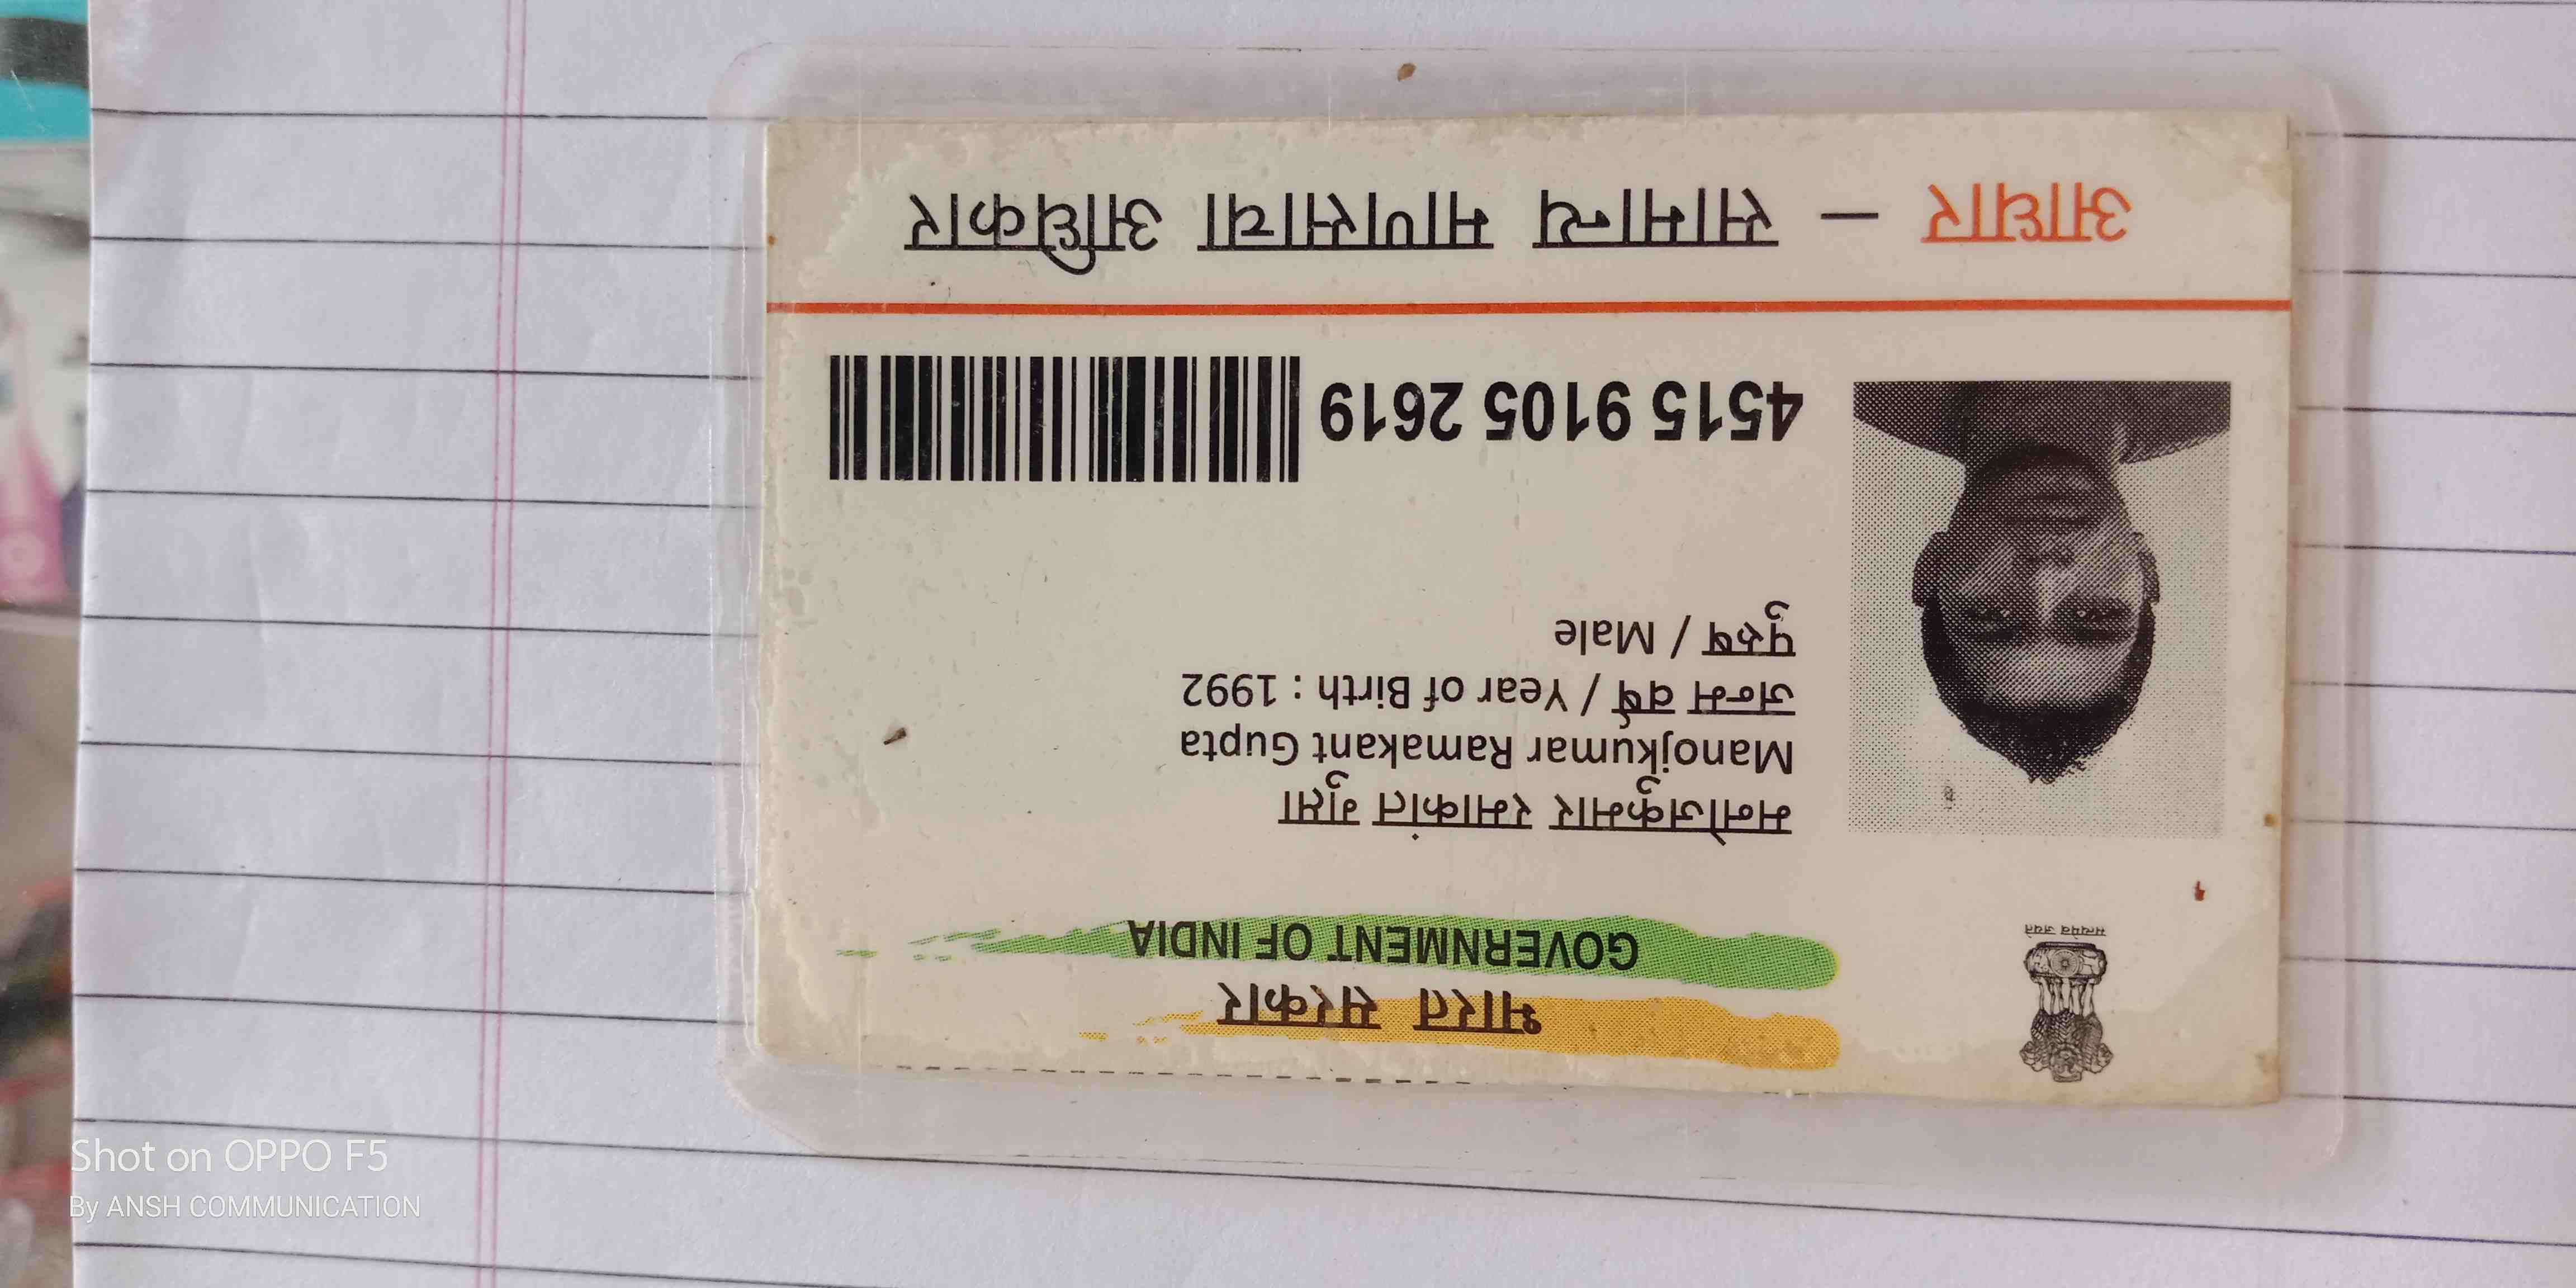 सत्यमेव जयते
भारत सरकार
GOVERNMENT OF INDIA
मनोजकुमार रमाकांत गुप्ता
Manojkumar Ramakant Gupta
जन्म वर्ष / Year of Birth : 1992
पुरुष / Male
4515 9105 2619
आधार – सामान्य माणसाचा अधिकार
Shot on OPPO F5
By ANSH COMMUNICATION